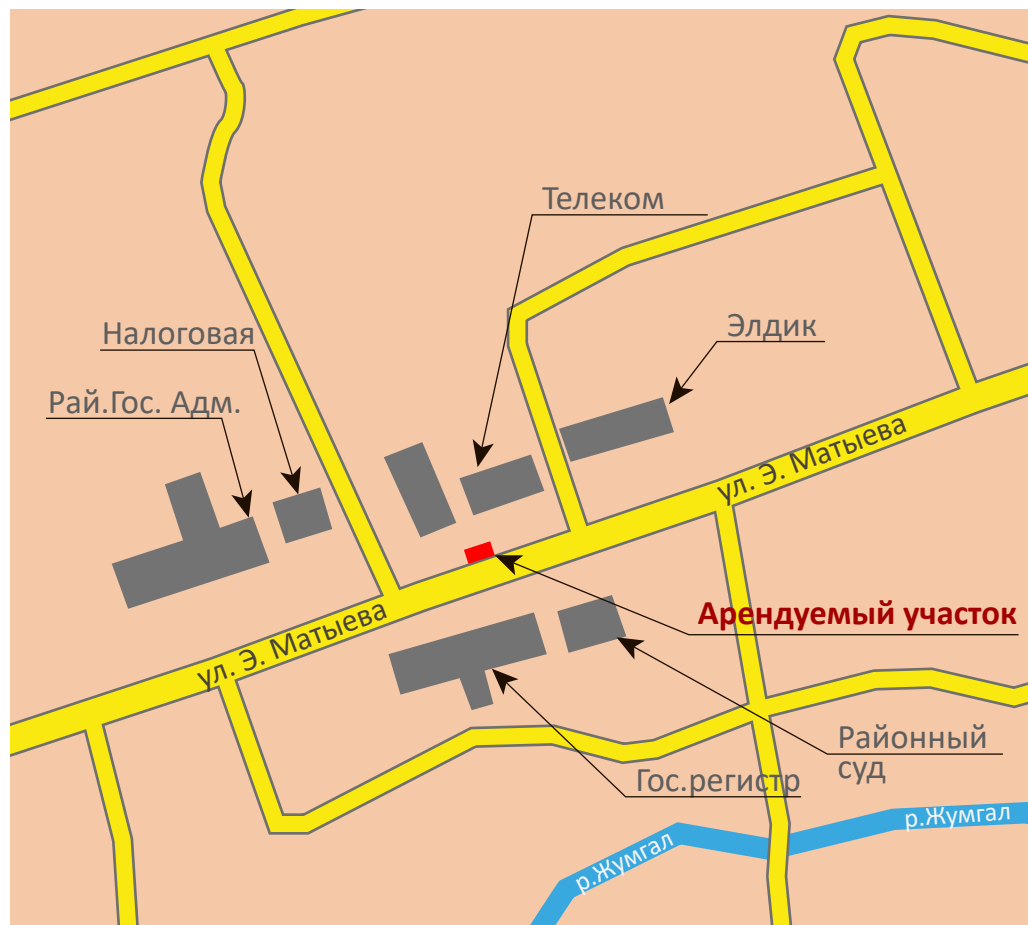 Телеком
Налоговая
Элдик
Рай.Гос. Адм.
ул. Э. Матыева
Арендуемый участок
ул. Э. Матыева
Районный
суд
Гос.регистр
р.Жумгал
р.Жумгал